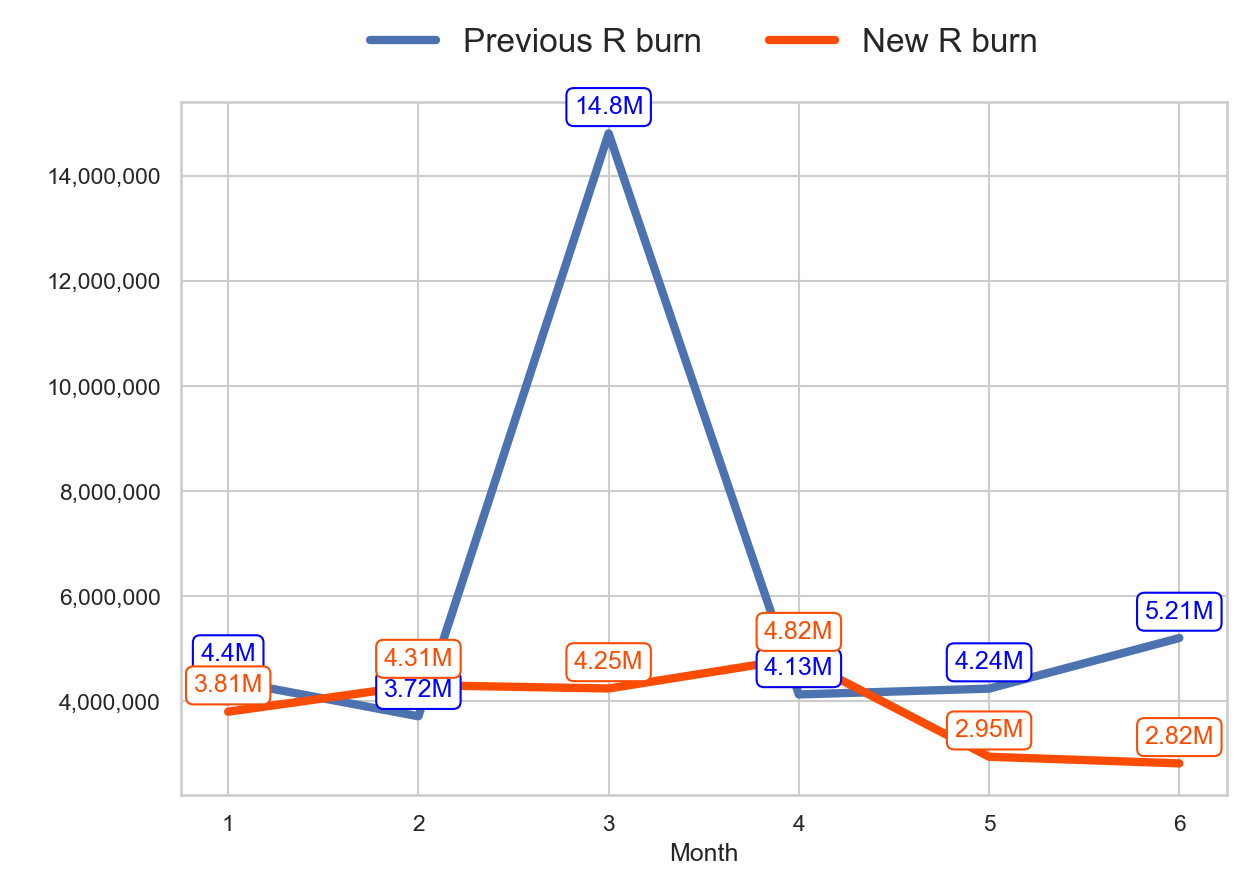 Previous R burn New R burn
14.8M
14,000,000
12,000,000
10,000,000
8,000,000
6,000,000
4,000,000
4.4M
3.81M
4.31M
3.72M
4.25M
4.82M
4.13M
4.24M
2.95M
5.21M
2.82M
1 2 3 4 5 6
Month